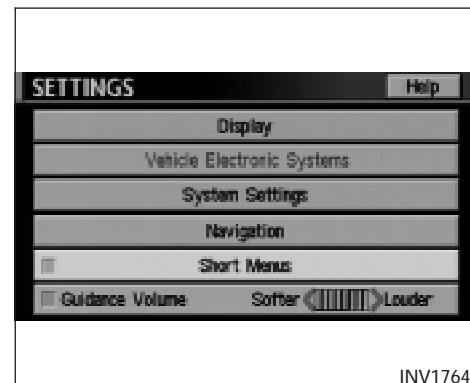 SETTINGS Help
Display
Vehicle Electronic Systems
System Settings
Navigation
Short Menus
Guidance Volume Softer Louder
INV1764